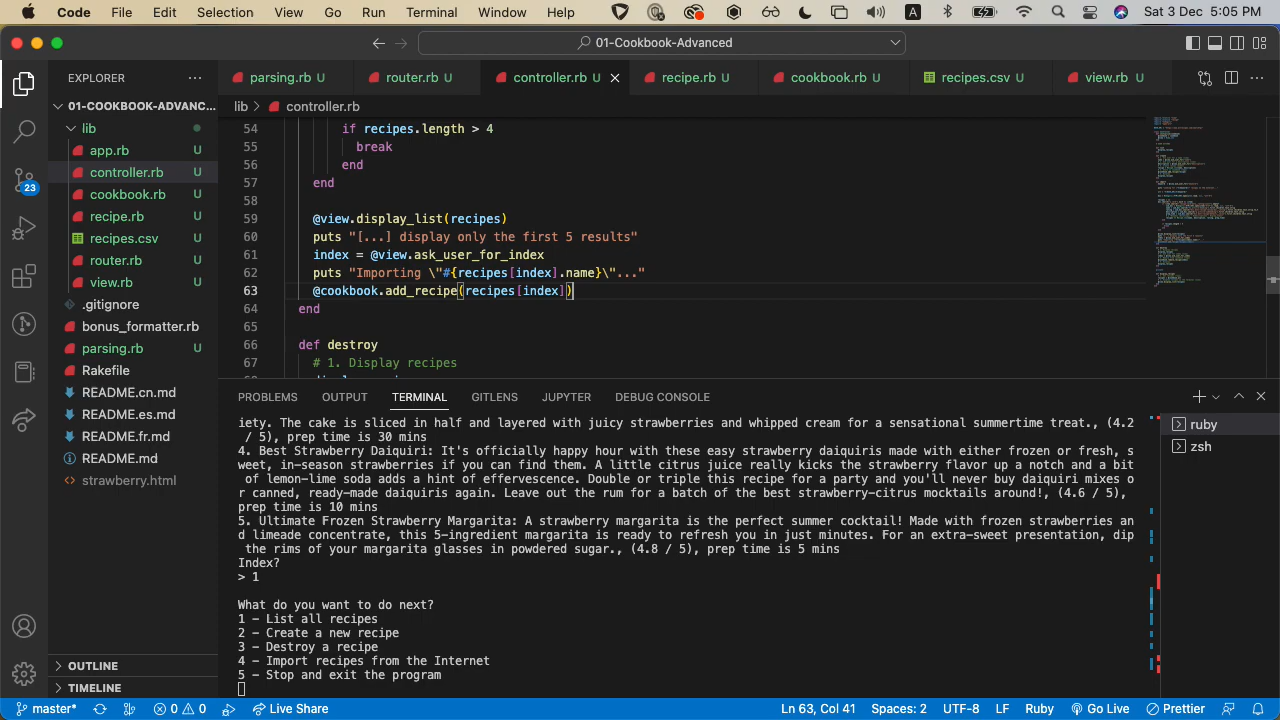 Code File Edit Selection View Go Run Terminal Window Help A Sat 3 Dec 5:05 PM
01-Cookbook-Advanced
EXPLORER
parsing.rb U router.rb U controller.rb U recipe.rb U cookbook.rb U recipes.csv U view.rb U
01-COOKBOOK-ADVANC...
lib > controller.rb
lib
app.rb U
controller.rb U
cookbook.rb U
recipe.rb U
recipes.csv U
router.rb U
view.rb U
.gitignore
bonus_formatter.rb
parsing.rb U
Rakefile
README.cn.md
README.es.md
README.fr.md
README.md
strawberry.html
OUTLINE
TIMELINE
23
54 if recipes.length > 4
55 break
56 end
57 end
58
59 @view.display_list(recipes)
60 puts "[...] display only the first 5 results"
61 index = @view.ask_user_for_index
62 puts "Importing \"#{recipes[index].name}\"..."
63 @cookbook.add_recipe(recipes[index])
64 end
65
66 def destroy
67 # 1. Display recipes
PROBLEMS OUTPUT TERMINAL GITLENS JUPYTER DEBUG CONSOLE
ruby
zsh
iety. The cake is sliced in half and layered with juicy strawberries and whipped cream for a sensational summertime treat., (4.2
/ 5), prep time is 30 mins
4. Best Strawberry Daiquiri: It's officially happy hour with these easy strawberry daiquiris made with either frozen or fresh, s
weet, in-season strawberries if you can find them. A little citrus juice really kicks the strawberry flavor up a notch and a bit
of lemon-lime soda adds a hint of effervescence. Double or triple this recipe for a party and you'll never buy daiquiri mixes o
r canned, ready-made daiquiris again. Leave out the rum for a batch of the best strawberry-citrus mocktails around!, (4.6 / 5),
prep time is 10 mins
5. Ultimate Frozen Strawberry Margarita: A strawberry margarita is the perfect summer cocktail! Made with frozen strawberries an
d limeade concentrate, this 5-ingredient margarita is ready to refresh you in just minutes. For an extra-sweet presentation, dip
the rims of your margarita glasses in powdered sugar., (4.8 / 5), prep time is 5 mins
Index?
> 1
What do you want to do next?
1 - List all recipes
2 - Create a new recipe
3 - Destroy a recipe
4 - Import recipes from the Internet
5 - Stop and exit the program
master* 0 0 Live Share Ln 63, Col 41 Spaces: 2 UTF-8 LF Ruby Go Live Prettier